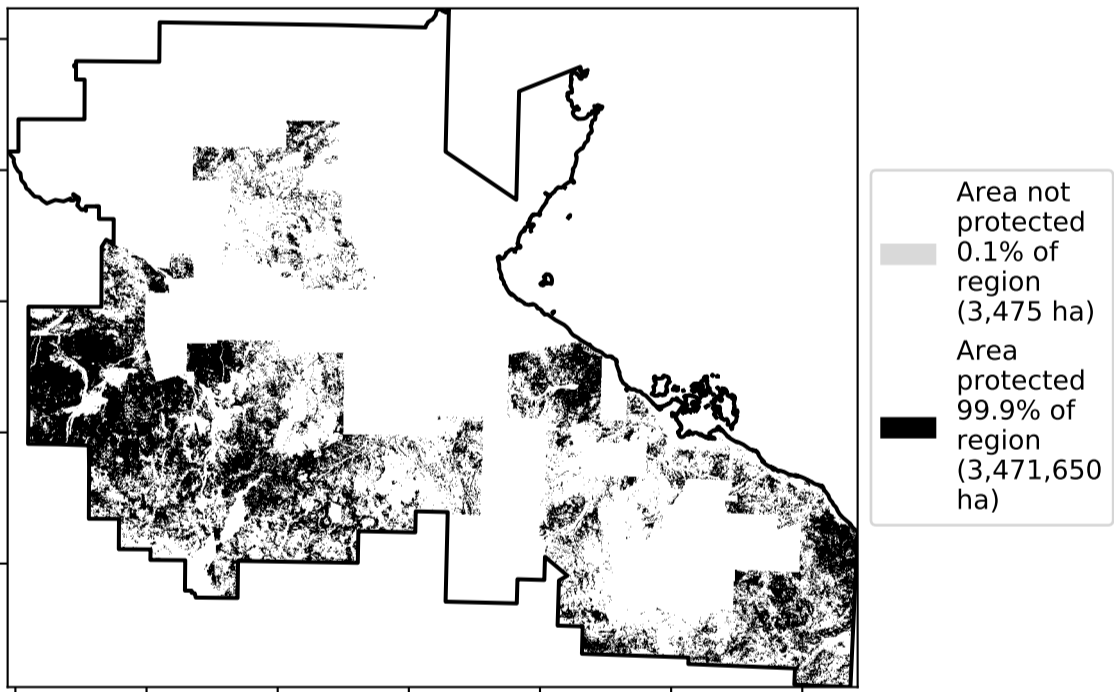 Area not
protected
0.1% of
region
(3,475 ha)
Area
protected
99.9% of
region
(3,471,650
ha)